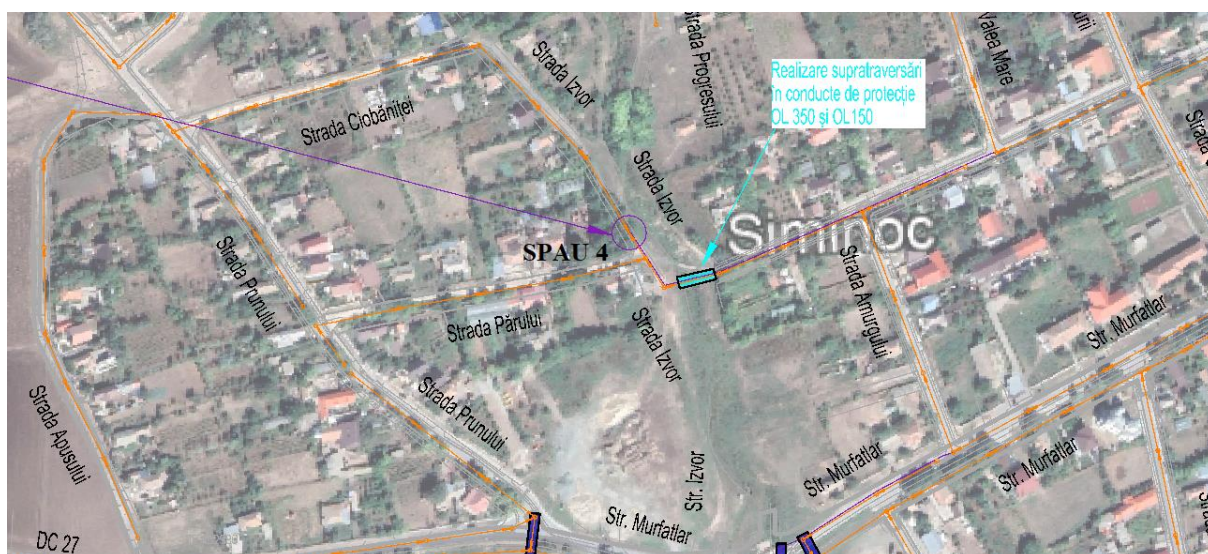 Strada Izvor
Strada Progresului
Valea Mare
Realizare supratraversări
în conducte de protecție
OL 350 și OL150
Strada Ciobăniței
Strada Izvor
Siminoc
SPAU 4
Strada Prunului
Strada Amurgului
Strada Părului
Strada Izvor
Str. Murfatlar
Strada Apusului
Strada Prunului
Str. Izvor
Str. Murfatlar
Str. Murfatlar
Str. Murfatlar
DC 27